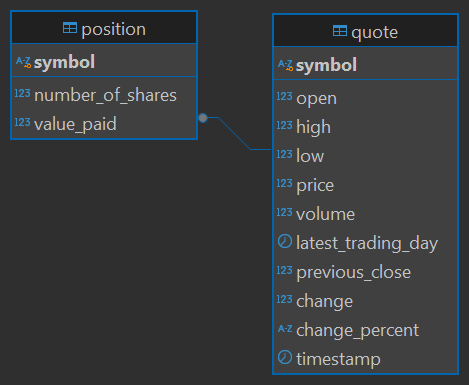 position
A-Z symbol
123 number_of_shares
123 value_paid
quote
A-Z symbol
123 open
123 high
123 low
123 price
123 volume
latest_trading_day
123 previous_close
123 change
A-Z change_percent
timestamp